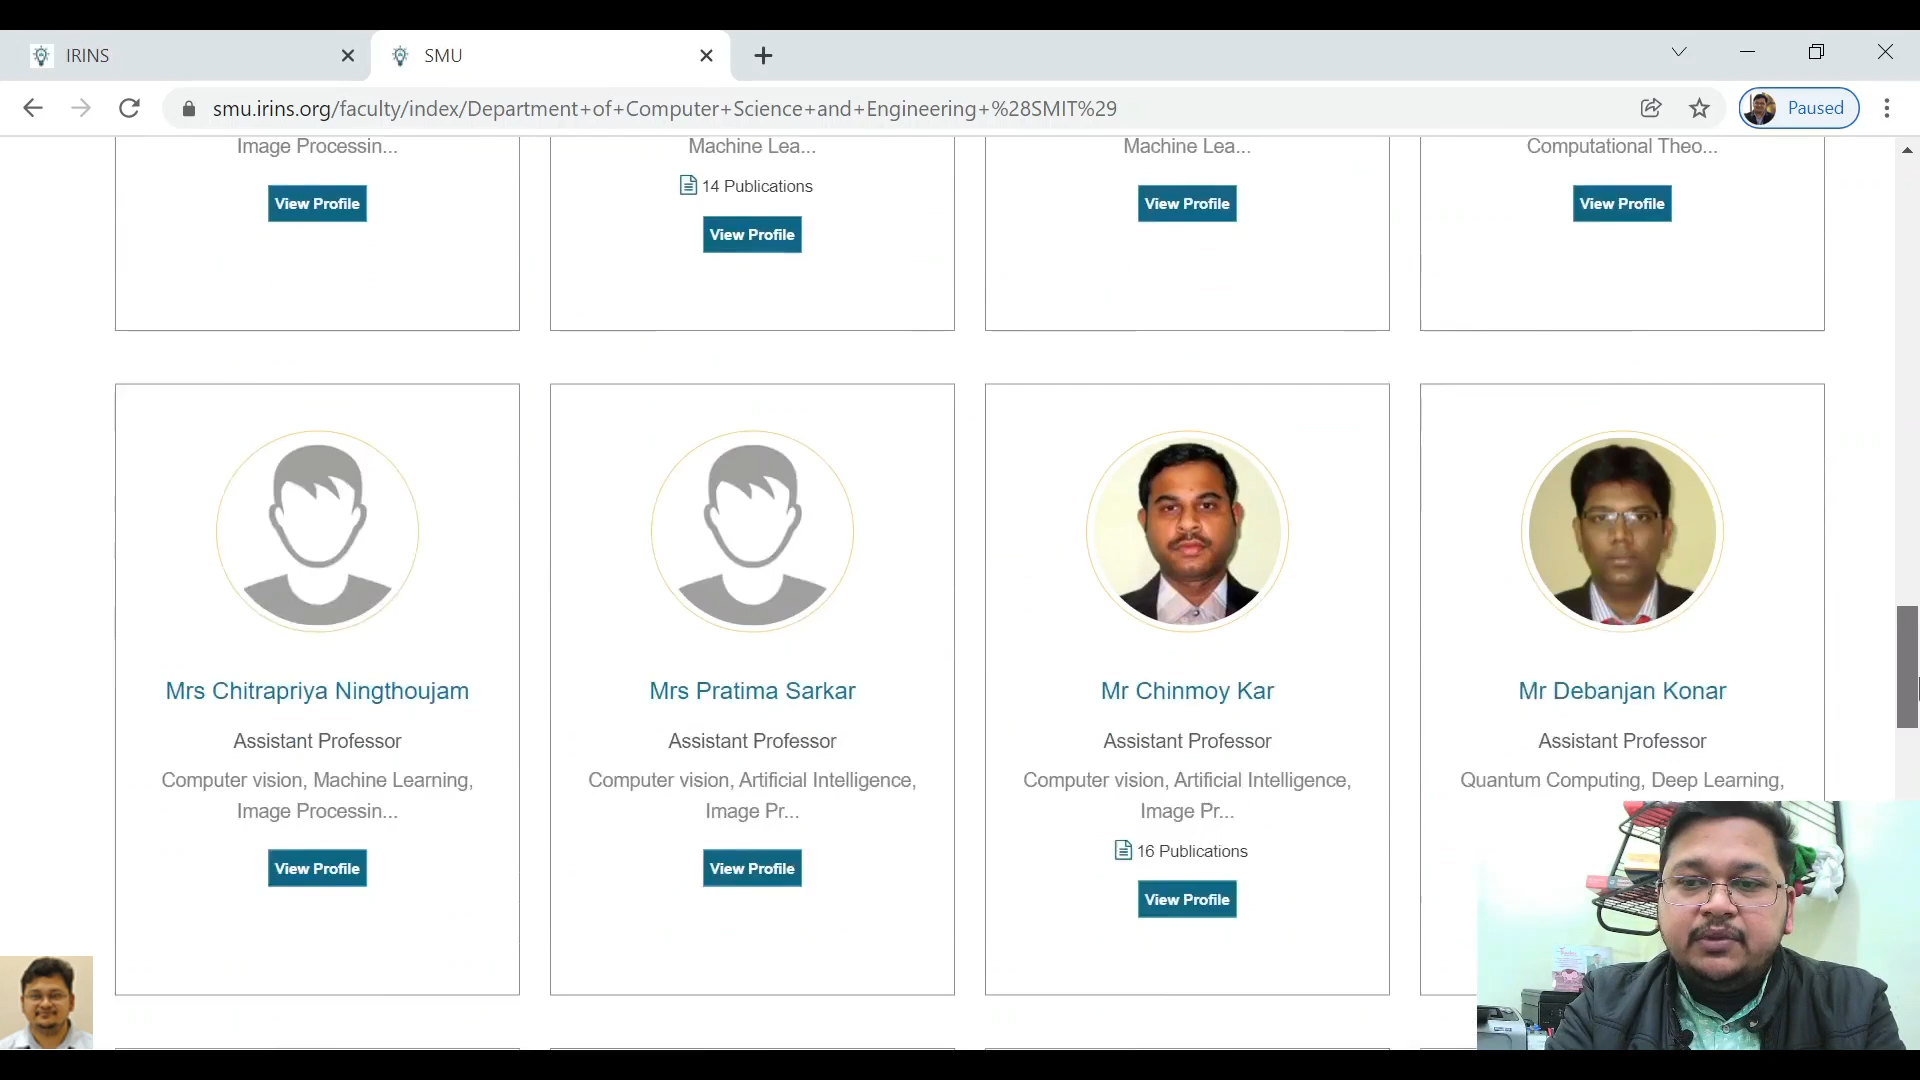 IRINS
SMU
smu.irins.org/faculty/index/Department+of+Computer+Science+and+Engineering+%28SMIT%29
Paused
Image Processin...
Machine Lea...
Machine Lea...
Computational Theo...
14 Publications
View Profile
View Profile
View Profile
View Profile
Mrs Chitrapriya Ningthoujam
Mrs Pratima Sarkar
Mr Chinmoy Kar
Mr Debanjan Konar
Assistant Professor
Assistant Professor
Assistant Professor
Assistant Professor
Computer vision, Machine Learning,
Image Processin...
Computer vision, Artificial Intelligence,
Image Pr...
Computer vision, Artificial Intelligence,
Image Pr...
Quantum Computing, Deep Learning,
16 Publications
View Profile
View Profile
View Profile